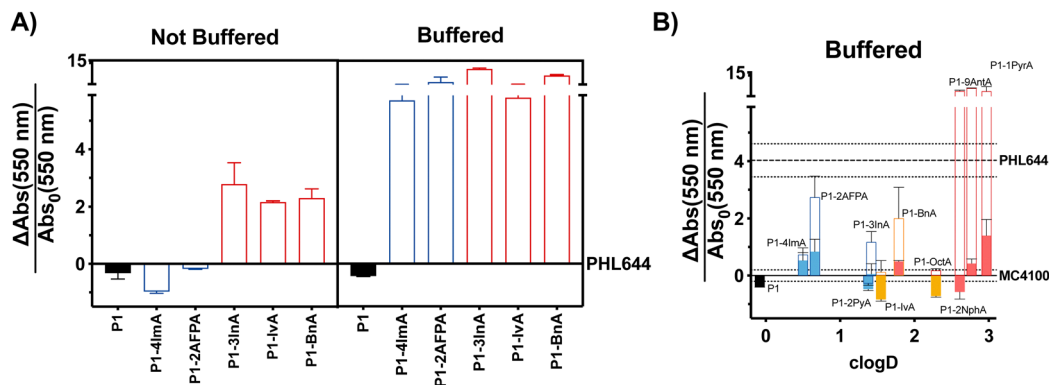 A)
Not Buffered
Buffered
ΔAbs(550 nm)
Abs0(550 nm)
15
4
2
0
PHL644
P1
P1-4ImA
P1-2AFPA
P1-3InA
P1-IvA
P1-BnA
P1
P1-4ImA
P1-2AFPA
P1-3InA
P1-IvA
P1-BnA
B)
Buffered
ΔAbs(550 nm)
Abs0(550 nm)
15
4
2
0
P1-1PyrA
P1-9AntA
PHL644
P1-2AFPA
P1-3InA
P1-BnA
P1-4ImA
P1-OctA
MC4100
P1
P1-2PyA
P1-IvA
P1-2NphA
0
1
2
3
clogD